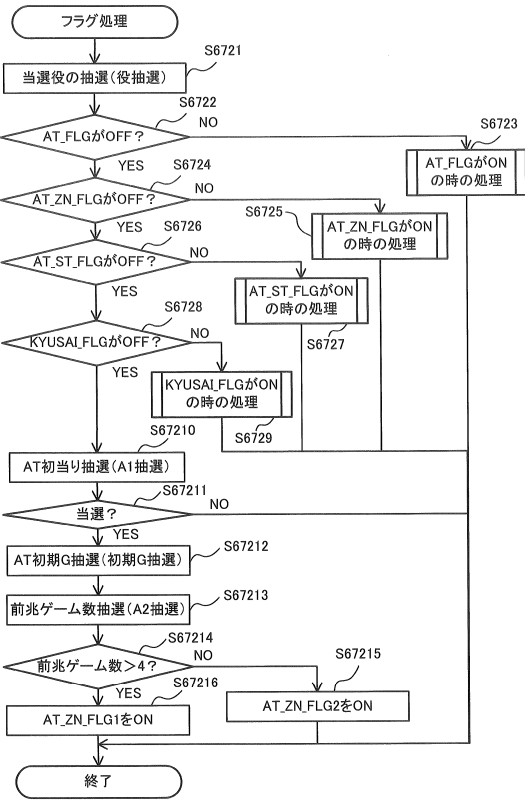 フラグ処理
S6721
当選役の抽選(役抽選)
S6722
AT_FLGがOFF?
NO
S6723
AT_FLGがON
の時の処理
YES
S6724
AT_ZN_FLGがOFF?
NO
S6725
AT_ZN_FLGがON
の時の処理
YES
S6726
AT_ST_FLGがOFF?
NO
AT_ST_FLGがON
の時の処理
S6727
YES
S6728
KYUSAI_FLGがOFF?
NO
YES
KYUSAI_FLGがON
の時の処理
S6729
S67210
AT初当り抽選(A1抽選)
S67211
当選?
NO
YES
AT初期G抽選(初期G抽選)
S67212
前兆ゲーム数抽選(A2抽選)
S67213
S67214
前兆ゲーム数>4?
NO
S67215
YES
S67216
AT_ZN_FLG1をON
AT_ZN_FLG2をON
終了